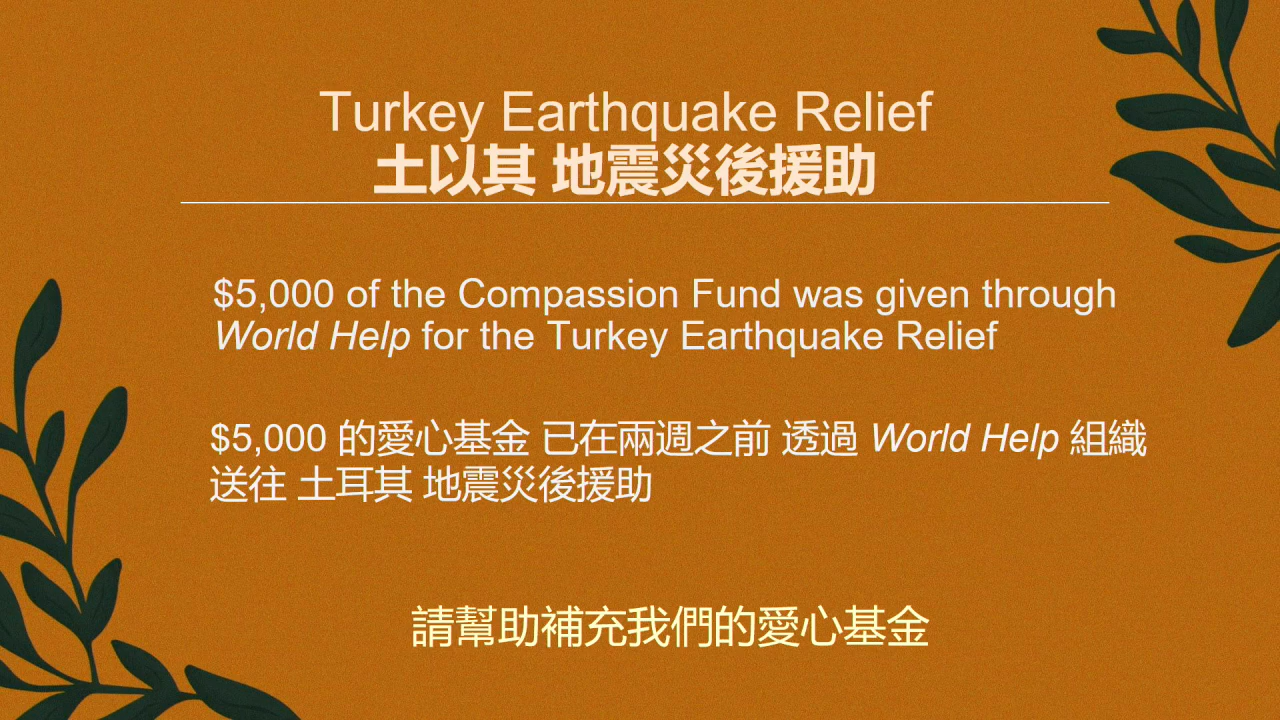 Turkey Earthquake Relief
土以其 地震災後援助
$5,000 of the Compassion Fund was given through
World Help for the Turkey Earthquake Relief
$5,000 的愛心基金 已在兩週之前 透過 World Help 組織
送往 土耳其 地震災後援助
請幫助補充我們的愛心基金